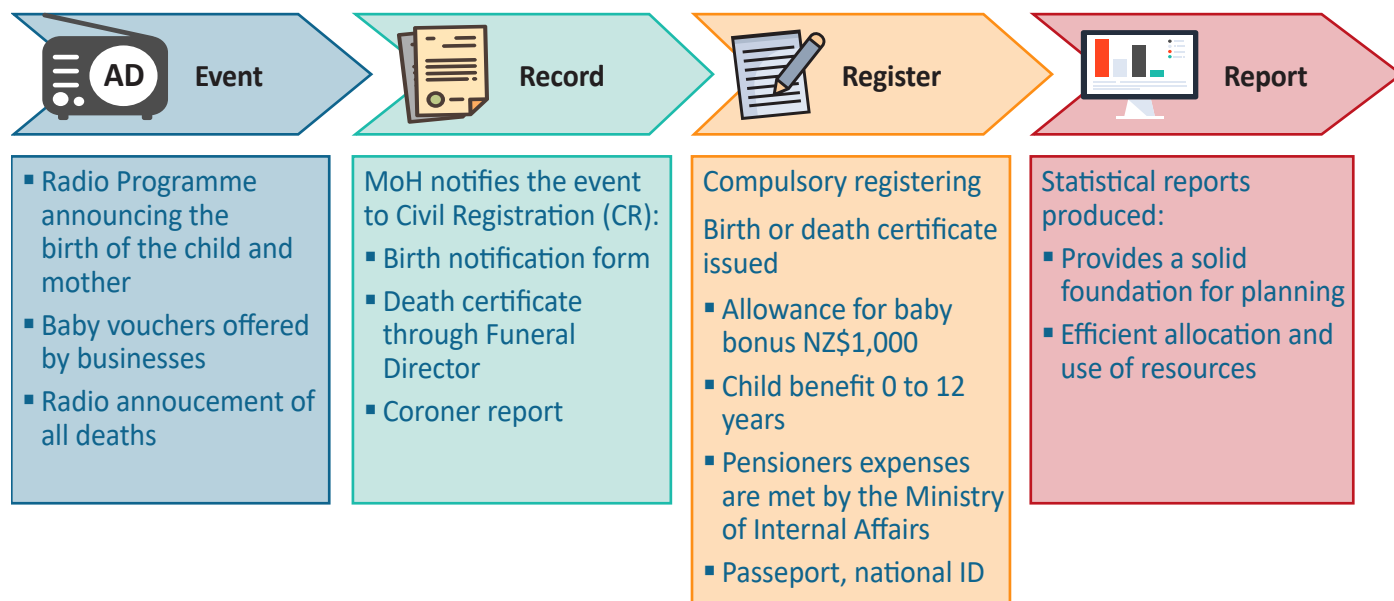 AD
Event
Record
Register
Report
▪ Radio Programme
announcing the
birth of the child and
mother
▪ Baby vouchers offered
by businesses
▪ Radio annoucement of
all deaths
MoH notifies the event
to Civil Registration (CR):
▪ Birth notification form
▪ Death certificate
through Funeral
Director
▪ Coroner report
Compulsory registering
Birth or death certificate
issued
▪ Allowance for baby
bonus NZ$1,000
▪ Child benefit 0 to 12
years
▪ Pensioners expenses
are met by the Ministry
of Internal Affairs
▪ Passeport, national ID
Statistical reports
produced:
▪ Provides a solid
foundation for planning
▪ Efficient allocation and
use of resources